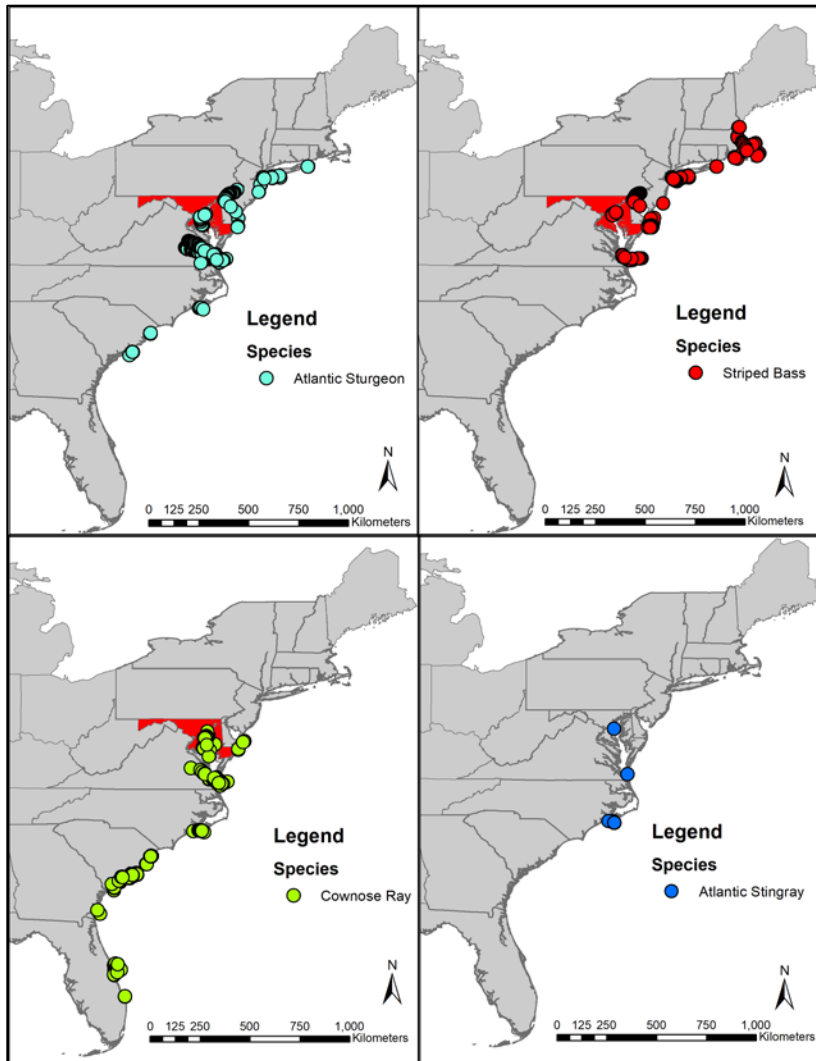 Legend
Species
Atlantic Sturgeon
N
0 125 250 500 750 1,000
Kilometers
Legend
Species
Striped Bass
N
0 125 250 500 750 1,000
Kilometers
Legend
Species
Cownose Ray
N
0 125 250 500 750 1,000
Kilometers
Legend
Species
Atlantic Stingray
N
0 125 250 500 750 1,000
Kilometers